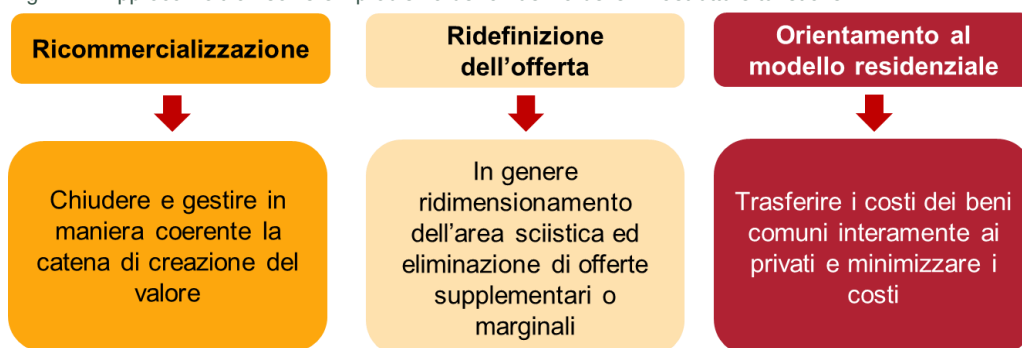 Ricommercializzazione
Ridefinizione
dell’offerta
Orientamento al
modello residenziale
Chiudere e gestire in
maniera coerente la
catena di creazione del
valore
In genere
ridimensionamento
dell’area sciistica ed
eliminazione di offerte
supplementari o
marginali
Trasferire i costi dei beni
comuni interamente ai
privati e minimizzare i
costi